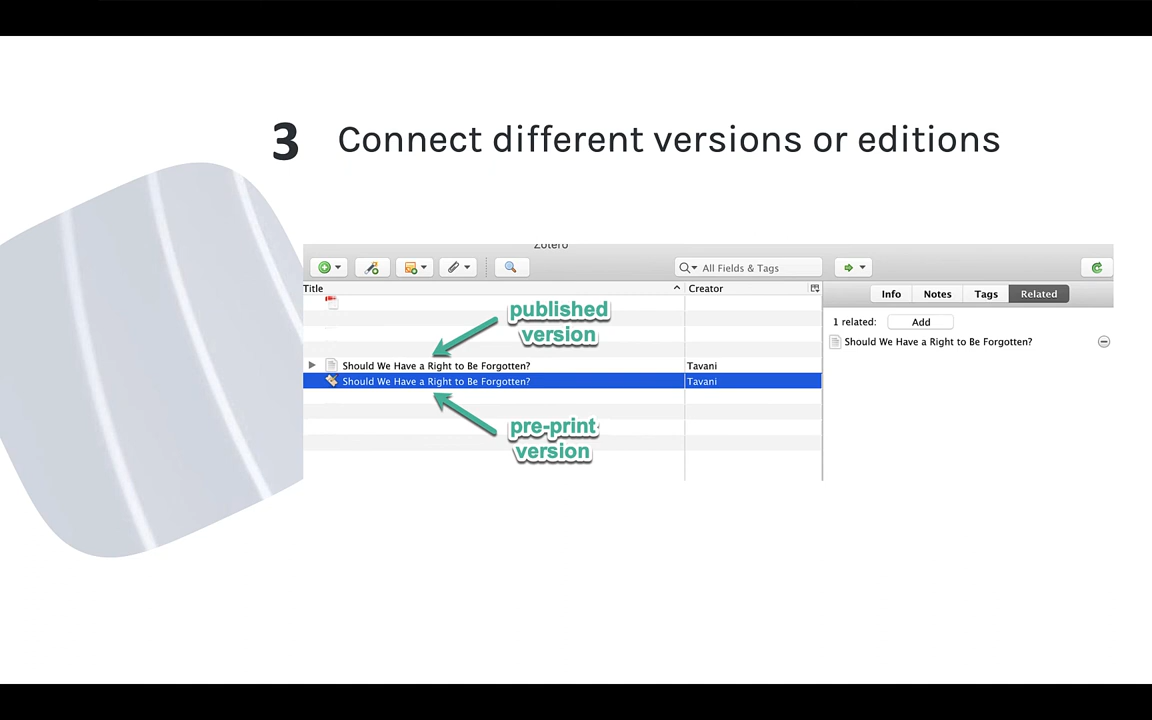 3 Connect different versions or editions
Zotero
All Fields & Tags
Title
Creator
Info
Notes
Tags
Related
published
version
1 related:
Add
Should We Have a Right to Be Forgotten?
Should We Have a Right to Be Forgotten?
Tavani
Should We Have a Right to Be Forgotten?
Tavani
pre-print
version